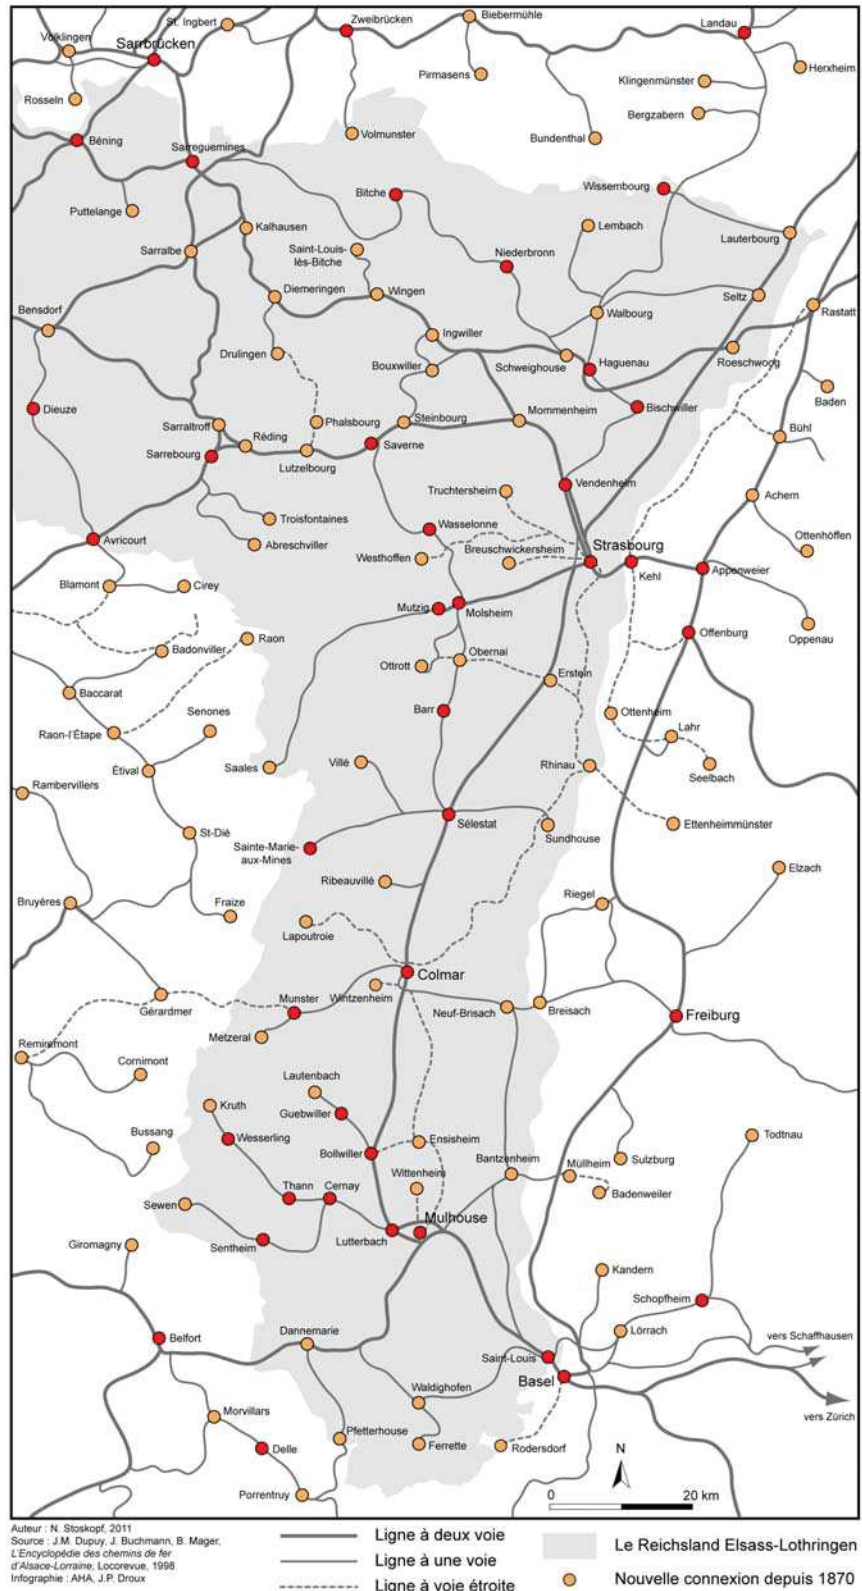 St. Ingbert
Zweibrücken
Biebermühle
Landau
Völklingen
Sarrbrücken
Herxheim
Pirmasens
Klingenmünster
Rosseln
Bergzabern
Béning
Volmunster
Bundenthal
Sarreguemines
Bitche
Wissembourg
Puttelange
Kalhausen
Lembach
Lauterbourg
Sarralbe
Saint-Louis-
lès-Bitche
Niederbronn
Diemeringen
Wingen
Seltz
Bensdorf
Walbourg
Rastatt
Ingwiller
Drulingen
Bouxwiller
Schweighouse
Haguenau
Roeschwoog
Baden
Dieuze
Sarraltroff
Phalsbourg
Steinbourg
Mommenheim
Bischwiller
Réding
Bühl
Sarrebourg
Lutzelbourg
Saverne
Truchtersheim
Vendenheim
Achern
Troisfontaines
Wasselonne
Avricourt
Abreschviller
Westhoffen
Breuschwickersheim
Strasbourg
Ottenhöffen
Blamont
Cirey
Kehl
Appenweier
Mutzig
Molsheim
Oppenau
Badonviller
Raon
Offenburg
Ottrott
Obernai
Baccarat
Erstein
Senones
Barr
Ottenheim
Raon-l'Étape
Lahr
Étival
Saales
Villé
Rhinau
Seelbach
Rambervillers
St-Dié
Sélestat
Ettenheimmünster
Sundhouse
Sainte-Marie-
aux-Mines
Elzach
Ribeauvillé
Riegel
Bruyères
Fraize
Lapoutroie
Colmar
Wintzenheim
Munster
Gérardmer
Neuf-Brisach
Breisach
Freiburg
Metzeral
Remiremont
Cornimont
Lautenbach
Kruth
Guebwiller
Bussang
Wesserling
Ensisheim
Todtnau
Bollwiller
Bantzenheim
Müllheim
Sulzburg
Wittenheim
Thann
Cernay
Badenweiler
Sewen
Mulhouse
Sentheim
Lutterbach
Giromagny
Kandern
Schopfheim
Dannemarie
Lörrach
Belfort
vers Schaffhausen
Saint-Louis
Basel
Waldighofen
vers Zürich
Morvillars
Pfetterhouse
Ferrette
Rodersdorf
Delle
N
Porrentruy
0 20 km
Auteur : N. Stoskopf, 2011
Source : J.M. Dupuy, J. Buchmann, B. Mager,
L'Encyclopédie des chemins de fer
d'Alsace-Lorraine, Locorevue, 1998
Infographie : AHA, J.P. Droux
Ligne à deux voie
Ligne à une voie
Ligne à voie étroite
Le Reichsland Elsass-Lothringen
Nouvelle connexion depuis 1870